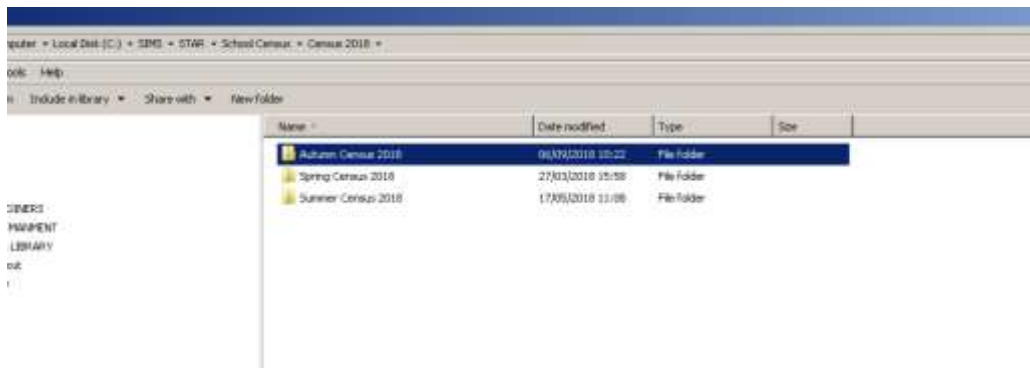 Local Disk (C:) SIMS STAR School Census Census 2018
Help
Include in library Share with New folder
Name Date modified Type Size
Autumn Census 2018 06/09/2018 10:22 File folder
Spring Census 2018 27/03/2018 15:58 File folder
Summer Census 2018 17/05/2018 11:08 File folder
LIBRARY